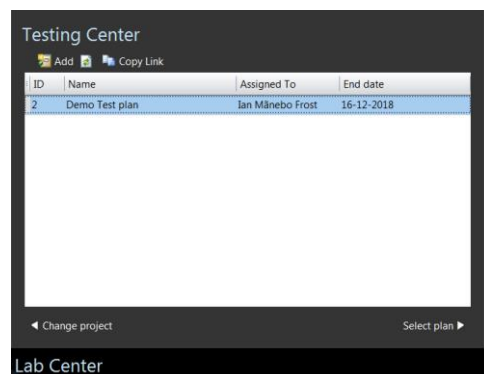 Testing Center
Add Copy Link
ID Name Assigned To End date
2 Demo Test plan Ian Månebo Frost 16-12-2018
Change project Select plan
Lab Center